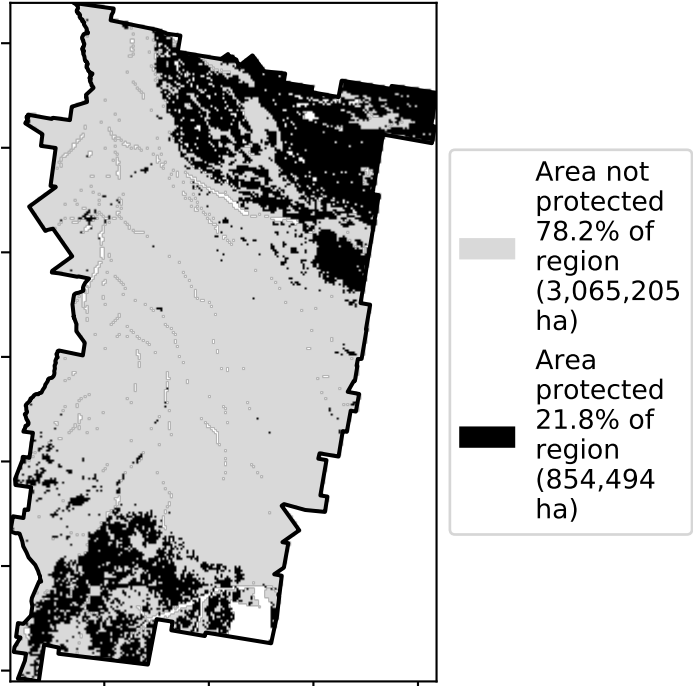 Area not
protected
78.2% of
region
(3,065,205
ha)
Area
protected
21.8% of
region
(854,494
ha)